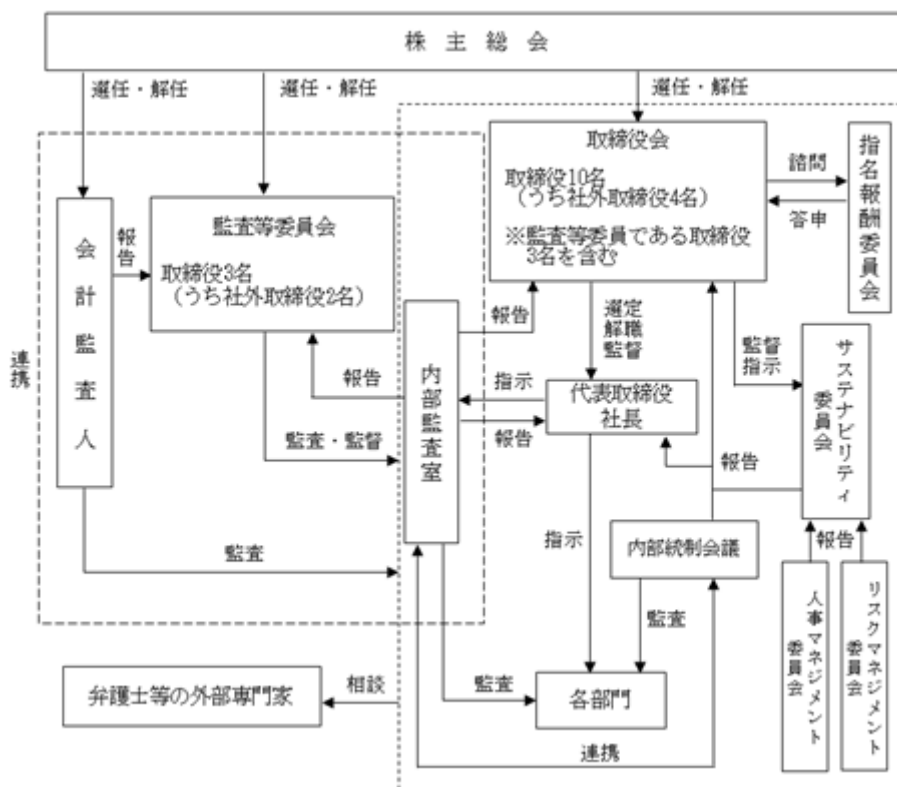 株主総会
選任・解任
選任・解任
選任・解任
取締役会
取締役10名
（うち社外取締役4名）
※監査等委員である取締役
3名を含む
諮問
答申
指名報酬委員会
会計監査人
報告
監査等委員会
取締役3名
（うち社外取締役2名）
連携
報告
監査・監督
監査
内部監査室
報告
指示
報告
選定
解職
監督
代表取締役
社長
監督
指示
サステナビリティ
委員会
報告
指示
内部統制会議
監査
報告
人事マネジメント
委員会
リスクマネジメント
委員会
弁護士等の外部専門家
相談
監査
各部門
連携